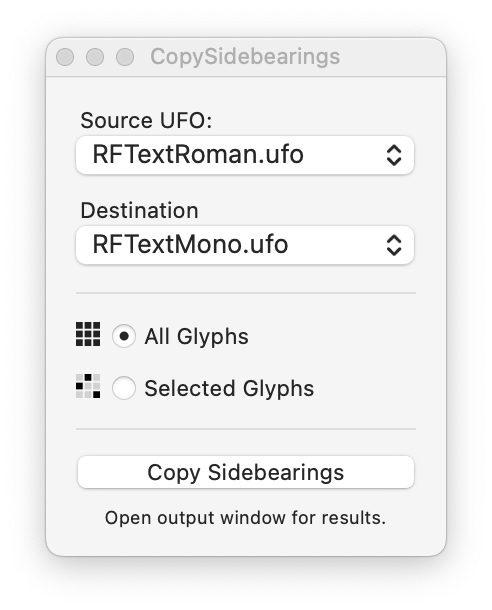 CopySidebearings
Source UFO:
RFTextRoman.ufo
Destination
RFTextMono.ufo
All Glyphs
Selected Glyphs
Copy Sidebearings
Open output window for results.